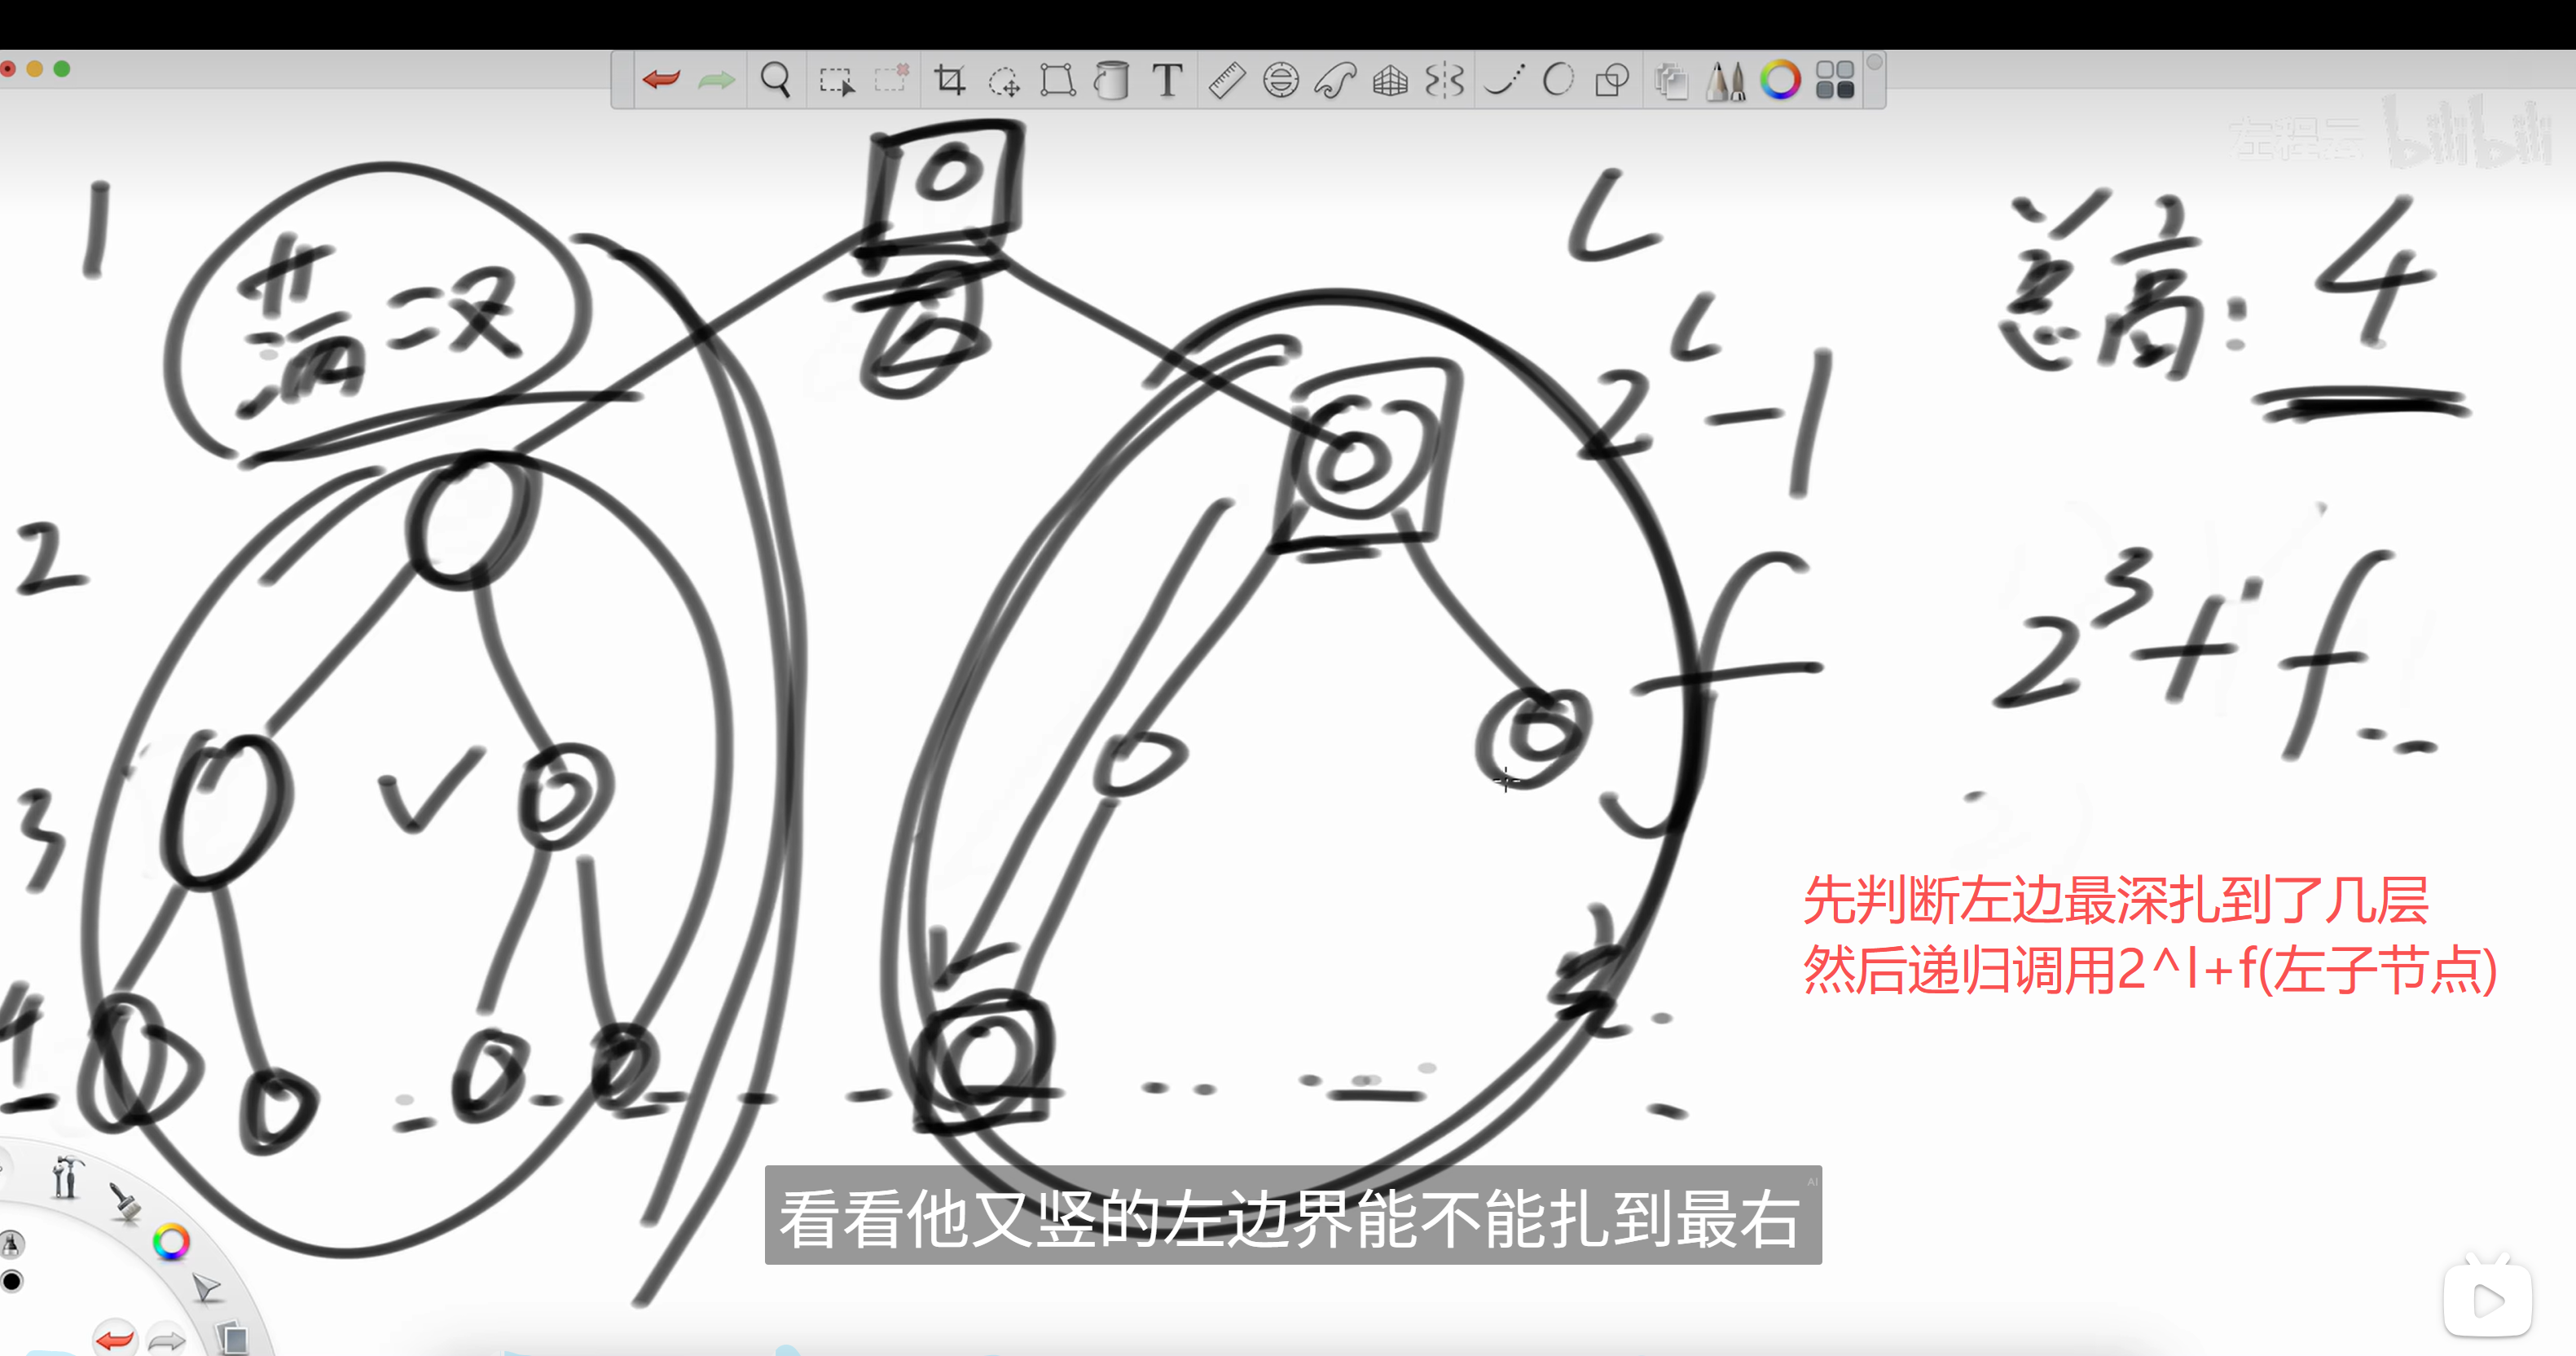 左程云 bilibili
1
满二叉
L
总高:4
2^L-1
2
f
2^3+f
3
先判断左边最深扎到了几层
然后递归调用2^l+f(左子节点)
4
看看他又竖的左边界能不能扎到最右
AI